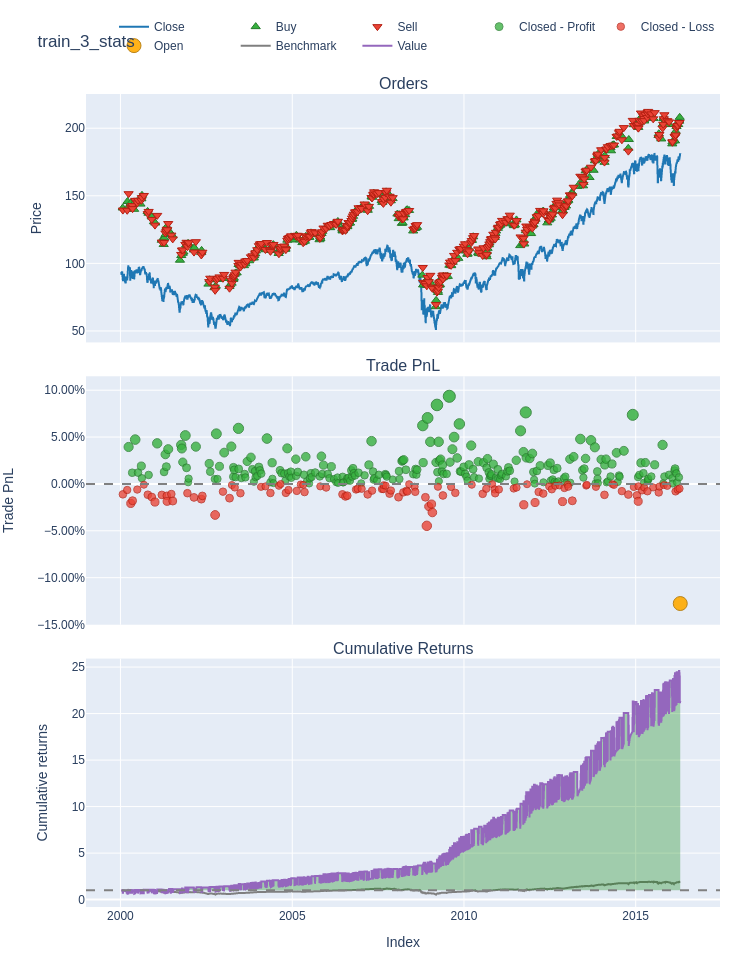 train_3_stats
Close
Buy
Sell
Closed - Profit
Closed - Loss
Open
Benchmark
Value
Orders
Price
200
150
100
50
Trade PnL
Trade PnL
10.00%
5.00%
0.00%
−5.00%
−10.00%
−15.00%
Cumulative Returns
Cumulative returns
25
20
15
10
5
0
2000
2005
2010
2015
Index